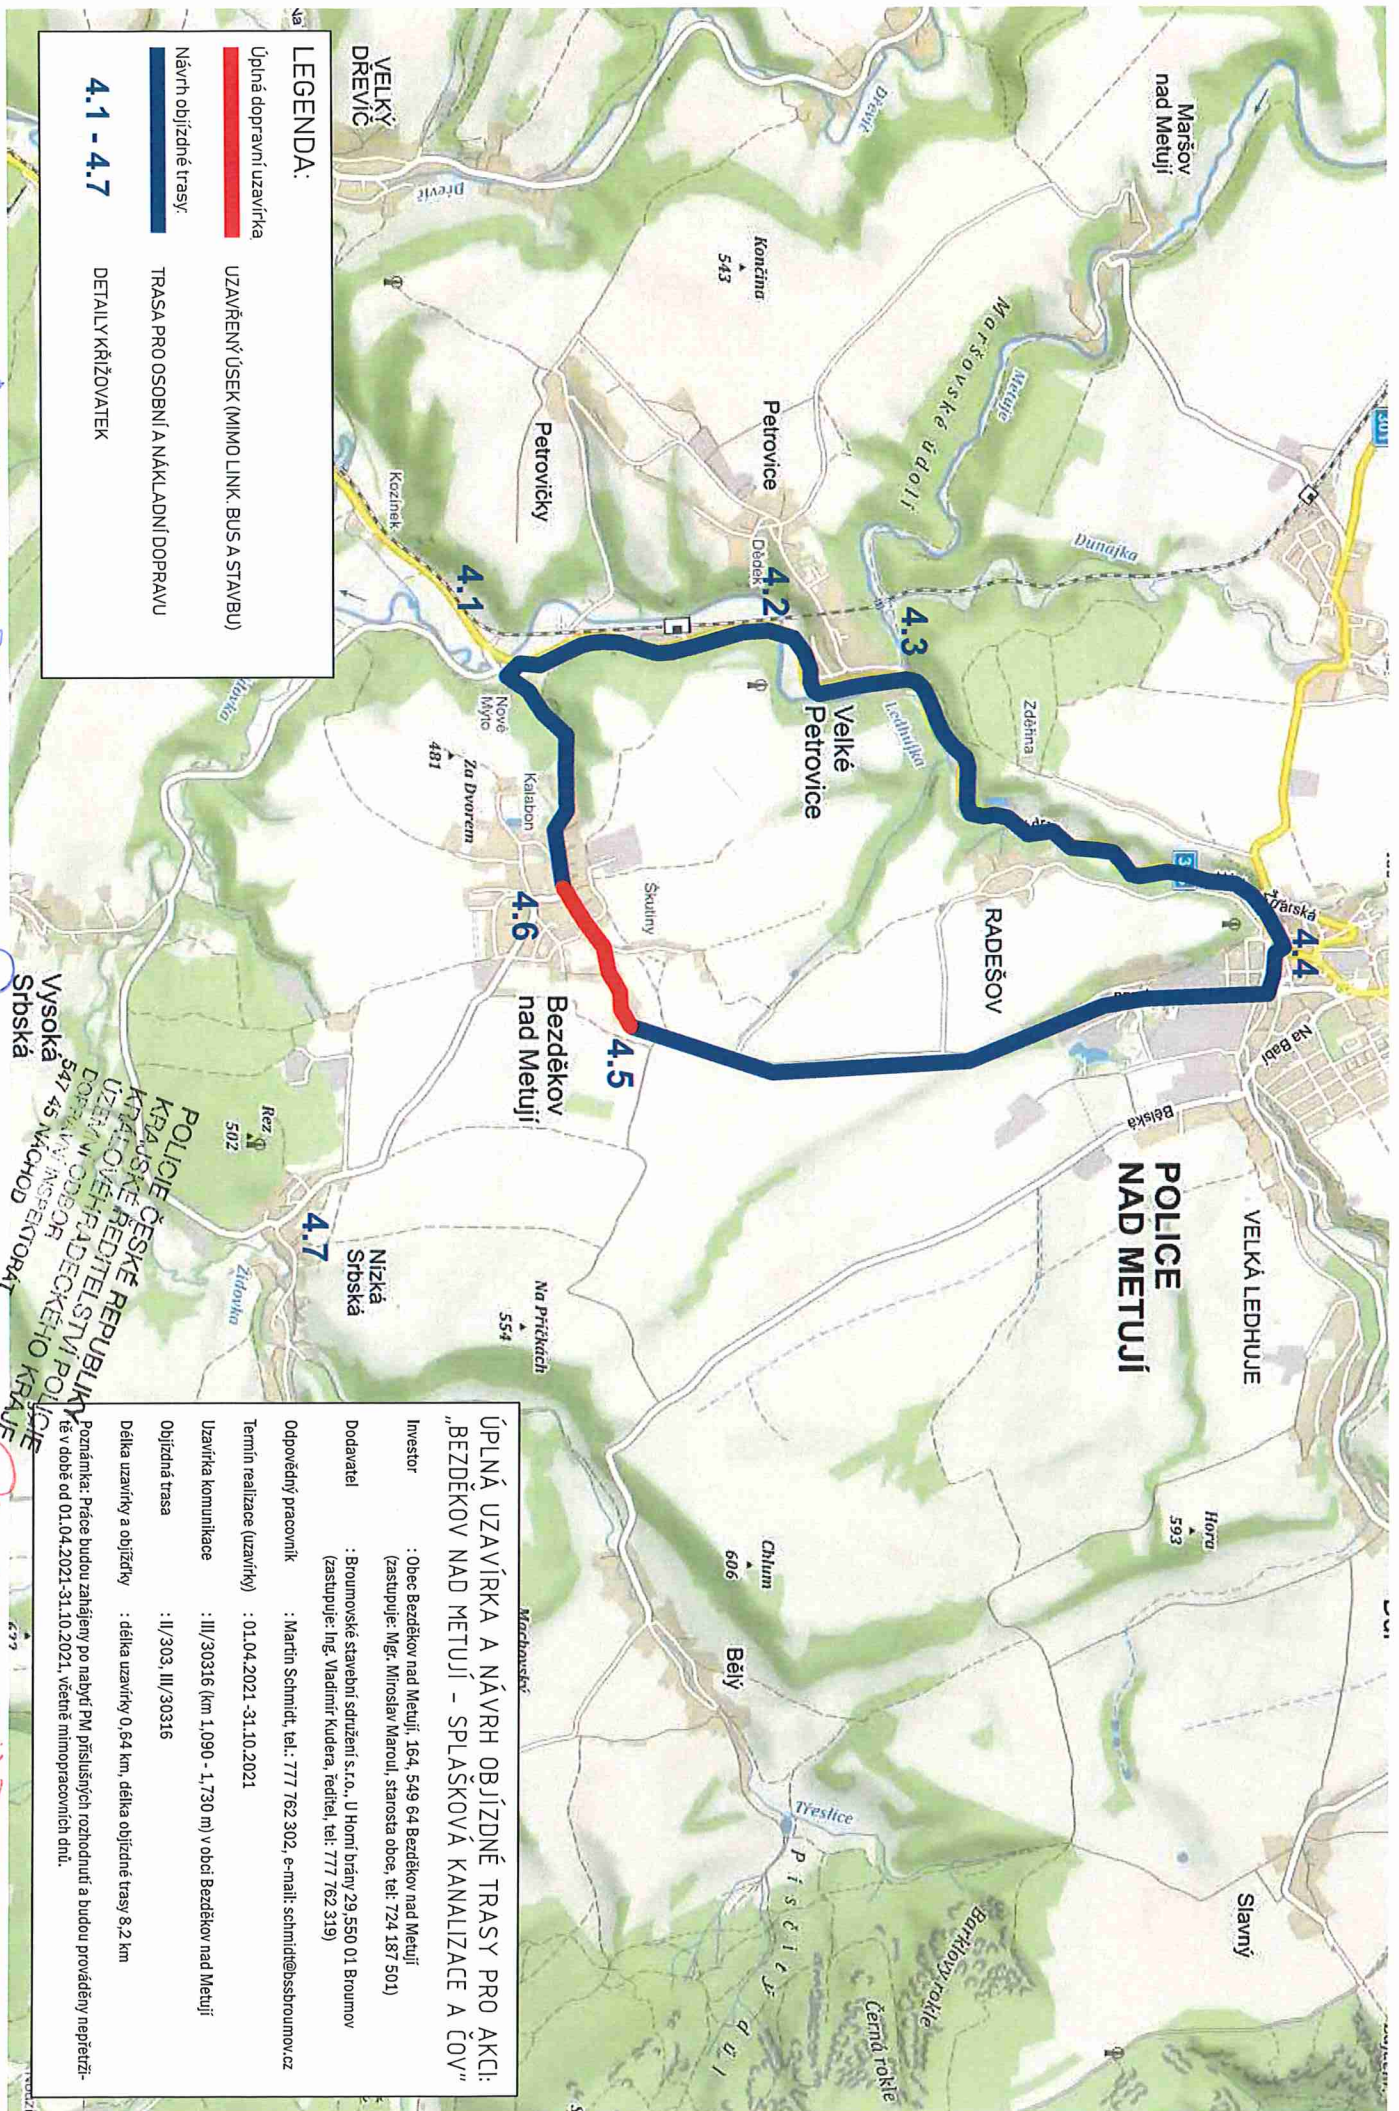 LEGENDA:
Úplná dopravní uzavírka
UZAVŘENÝ ÚSEK (MIMO LINK. BUS A STAVBU)
Návrh objízdné trasy:
TRASA PRO OSOBNÍ A NÁKLADNÍ DOPRAVU
4.1 - 4.7
DETAILY KŘIŽOVATEK
Maršov
nad Metují
Dřevíč
VELKÝ
DŘEVÍČ
Dřevíč
Končina
543
Maršovské údolí
Metuje
301
Dunajka
Petrovice
Petrovičky
Dědek
Kozínek
4.1
4.2
4.3
Zděřina
Ledhujka
Velké
Petrovice
Nové
Mýto
Za Dvorem
481
Kalabon
Škutiny
4.6
RADEŠOV
4.4
Na Babí
Bělská
4.5
Bezděkov
nad Metují
POLICE
NAD METUJÍ
VELKÁ LEDHUJE
Vysoká
Srbská
Rez
502
4.7
Nízká
Srbská
Židovka
Na Příčkách
554
Hora
593
Chlum
606
Bělý
Třeslice
Písčitý důl
Barklovy rokle
Černá rokle
Slavný
POLICIE ČESKÉ REPUBLIKY
KRAJSKÉ ŘEDITELSTVÍ POLICIE
KRÁLOVÉHRADECKÉHO KRAJE
ÚZEMNÍ ODBOR
DOPRAVNÍ INSPEKTORÁT
547 45 NÁCHOD
ÚPLNÁ UZAVÍRKA A NÁVRH OBJÍZDNÉ TRASY PRO AKCI:
„BEZDĚKOV NAD METUJÍ - SPLAŠKOVÁ KANALIZACE A ČOV"
Investor : Obec Bezděkov nad Metují, 164, 549 64 Bezděkov nad Metují
(zastupuje: Mgr. Miroslav Maroul, starosta obce, tel: 724 187 501)
Dodavatel : Broumovské stavební sdružení s.r.o., U Horní brány 29,550 01 Broumov
(zastupuje: Ing. Vladimír Kudera, ředitel, tel: 777 762 319)
Odpovědný pracovník : Martin Schmidt, tel.: 777 762 302, e-mail: schmidt@bssbroumov.cz
Termín realizace (uzavírky) : 01.04.2021 -31.10.2021
Uzavírka komunikace : III/30316 (km 1,090 - 1,730 m) v obci Bezděkov nad Metují
Objízdná trasa : II/303, III/30316
Délka uzavírky a objížďky : délka uzavírky 0,64 km, délka objízdné trasy 8,2 km
Poznámka: Práce budou zahájeny po nabytí PM příslušných rozhodnutí a budou prováděny nepřetrži-
tě v době od 01.04.2021-31.10.2021, včetně mimopracovních dnů.